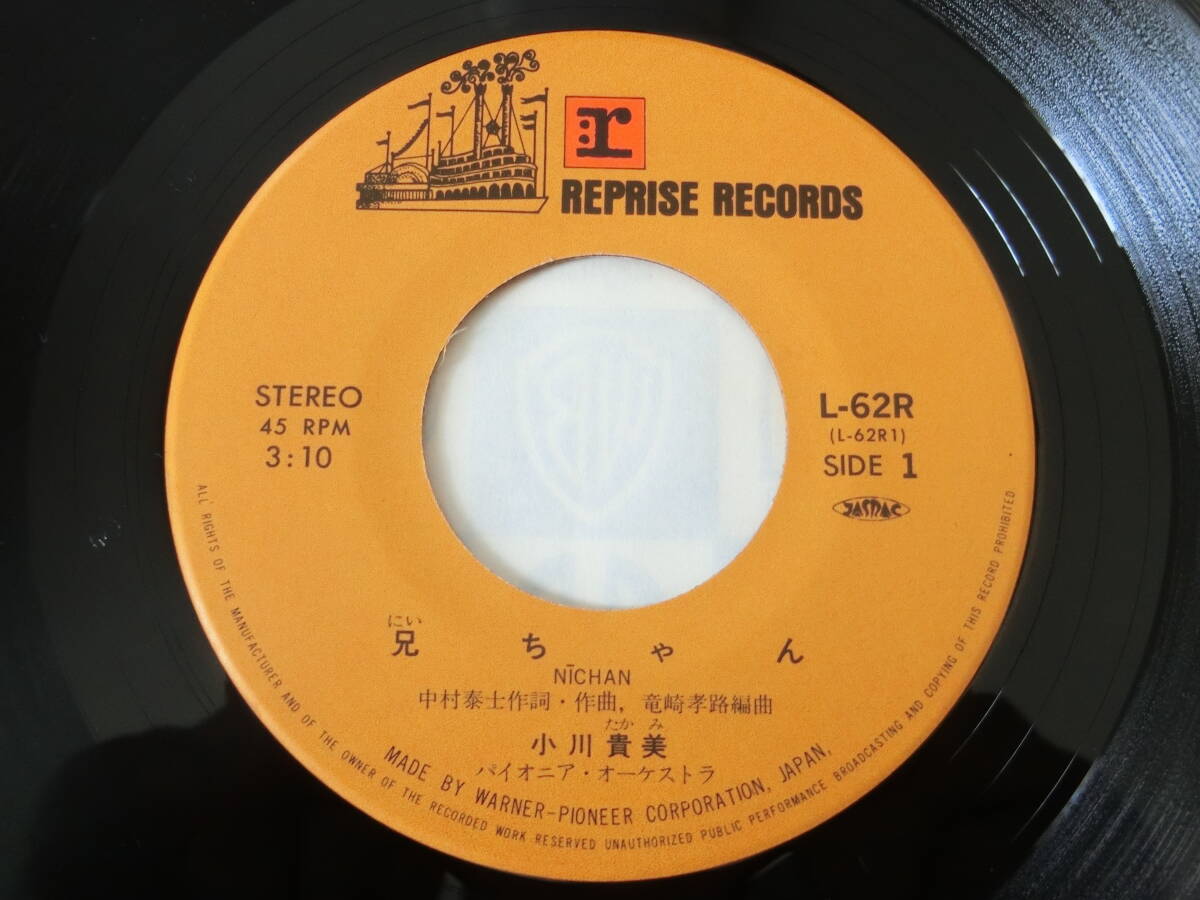 r
REPRISE RECORDS
STEREO
45 RPM
3:10
L-62R
(L-62R1)
SIDE 1
JASRAC
にい
兄ちゃん
NĪCHAN
中村泰士作詞・作曲, 竜崎孝路編曲
たかみ
小川貴美
パイオニア・オーケストラ
MADE BY WARNER-PIONEER CORPORATION, JAPAN,
ALL RIGHTS OF THE MANUFACTURER AND OF THE OWNER OF THE RECORDED WORK RESERVED UNAUTHORIZED PUBLIC PERFORMANCE BROADCASTING AND COPYING OF THIS RECORD PROHIBITED